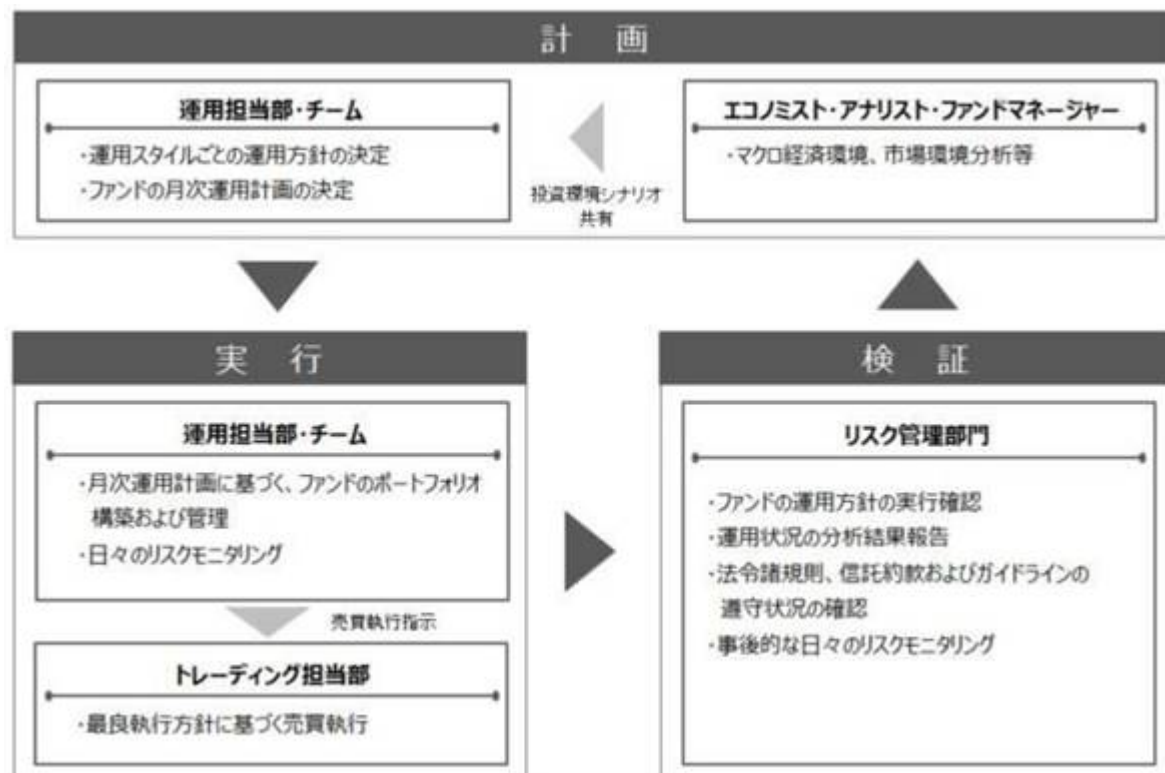 計 画
運用担当部・チーム
・運用スタイルごとの運用方針の決定
・ファンドの月次運用計画の決定
投資環境シナリオ
共有
エコノミスト・アナリスト・ファンドマネージャー
・マクロ経済環境、市場環境分析等
実 行
運用担当部・チーム
・月次運用計画に基づく、ファンドのポートフォリオ
構築および管理
・日々のリスクモニタリング
売買執行指示
トレーディング担当部
・最良執行方針に基づく売買執行
検 証
リスク管理部門
・ファンドの運用方針の実行確認
・運用状況の分析結果報告
・法令諸規則、信託約款およびガイドラインの
遵守状況の確認
・事後的な日々のリスクモニタリング